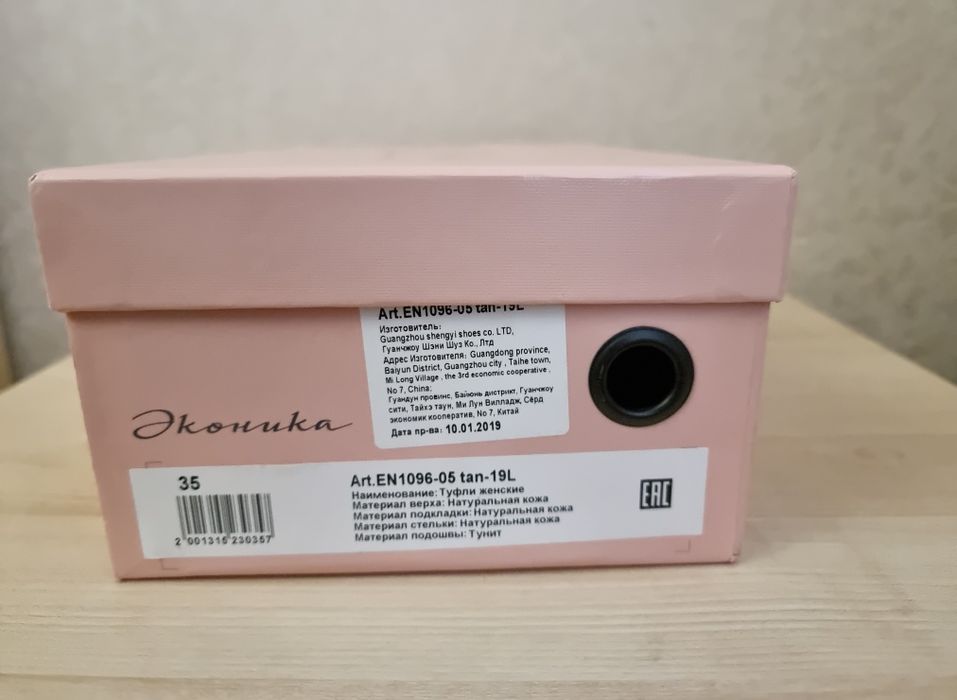 Art.EN1096-05 tan-19L
Изготовитель:
Guangzhou shengyi shoes co. LTD,
Гуанчжоу Шэни Шуз Ко., Лтд
Адрес Изготовителя: Guangdong province,
Baiyun District, Guangzhou city , Taihe town,
Mi Long Village , the 3rd economic cooperative ,
No 7, China;
Гуандун провинс, Байюнь дистрикт, Гуанчжоу
сити, Тайхэ таун, Ми Лун Вилладж, Сёрд
экономик кооператив, No 7, Китай
Дата пр-ва: 10.01.2019
Эконика
35
2 001315 230357
Art.EN1096-05 tan-19L
Наименование: Туфли женские
Материал верха: Натуральная кожа
Материал подкладки: Натуральная кожа
Материал стельки: Натуральная кожа
Материал подошвы: Тунит
EAC